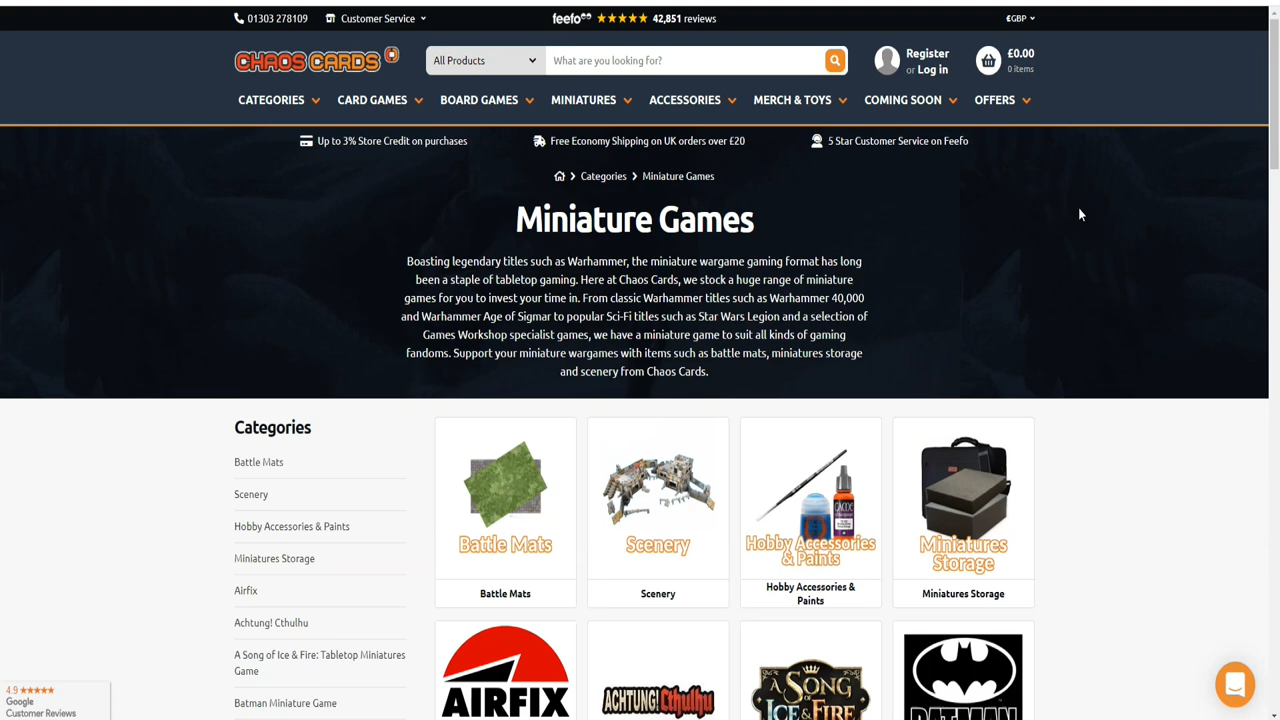 01303 278109
Customer Service
feefo
42,851 reviews
€GBP
CHAOS CARDS
All Products
What are you looking for?
Register
or Log in
£0.00
0 items
CATEGORIES
CARD GAMES
BOARD GAMES
MINIATURES
ACCESSORIES
MERCH & TOYS
COMING SOON
OFFERS
Up to 3% Store Credit on purchases
Free Economy Shipping on UK orders over £20
5 Star Customer Service on Feefo
Categories
Miniature Games
Miniature Games
Boasting legendary titles such as Warhammer, the miniature wargame gaming format has long
been a staple of tabletop gaming. Here at Chaos Cards, we stock a huge range of miniature
games for you to invest your time in. From classic Warhammer titles such as Warhammer 40,000
and Warhammer Age of Sigmar to popular Sci-Fi titles such as Star Wars Legion and a selection of
Games Workshop specialist games, we have a miniature game to suit all kinds of gaming
fandoms. Support your miniature wargames with items such as battle mats, miniatures storage
and scenery from Chaos Cards.
Categories
Battle Mats
Scenery
Hobby Accessories & Paints
Miniatures Storage
Airfix
Achtung! Cthulhu
A Song of Ice & Fire: Tabletop Miniatures
Game
Batman Miniature Game
Battle Mats
Battle Mats
Scenery
Scenery
Hobby Accessories
& Paints
Hobby Accessories &
Paints
Miniatures
Storage
Miniatures Storage
AIRFIX
ACHTUNG! Cthulhu
A SONG
OF
ICE & FIRE
BATMAN
4.9
Google
Customer Reviews